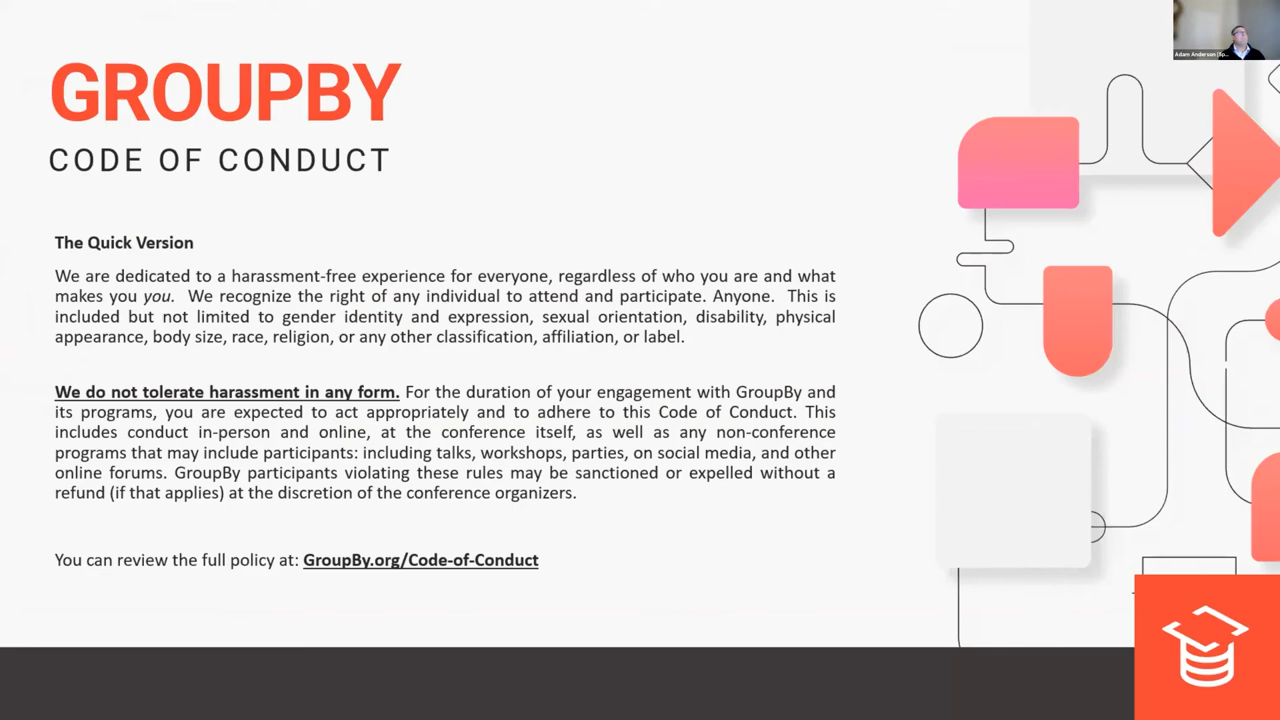 GROUPBY
CODE OF CONDUCT
The Quick Version
We are dedicated to a harassment-free experience for everyone, regardless of who you are and what
makes you you. We recognize the right of any individual to attend and participate. Anyone. This is
included but not limited to gender identity and expression, sexual orientation, disability, physical
appearance, body size, race, religion, or any other classification, affiliation, or label.
We do not tolerate harassment in any form. For the duration of your engagement with GroupBy and
its programs, you are expected to act appropriately and to adhere to this Code of Conduct. This
includes conduct in-person and online, at the conference itself, as well as any non-conference
programs that may include participants: including talks, workshops, parties, on social media, and other
online forums. GroupBy participants violating these rules may be sanctioned or expelled without a
refund (if that applies) at the discretion of the conference organizers.
You can review the full policy at: GroupBy.org/Code-of-Conduct
Adam Anderson (Sp...